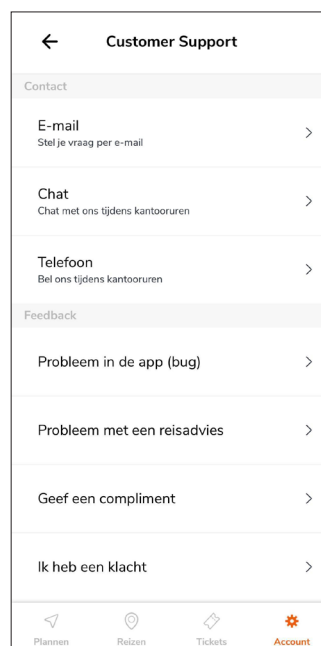 Customer Support
Contact
E-mail
Stel je vraag per e-mail
Chat
Chat met ons tijdens kantooruren
Telefoon
Bel ons tijdens kantooruren
Feedback
Probleem in de app (bug)
Probleem met een reisadvies
Geef een compliment
Ik heb een klacht
Plannen Reizen Tickets Account